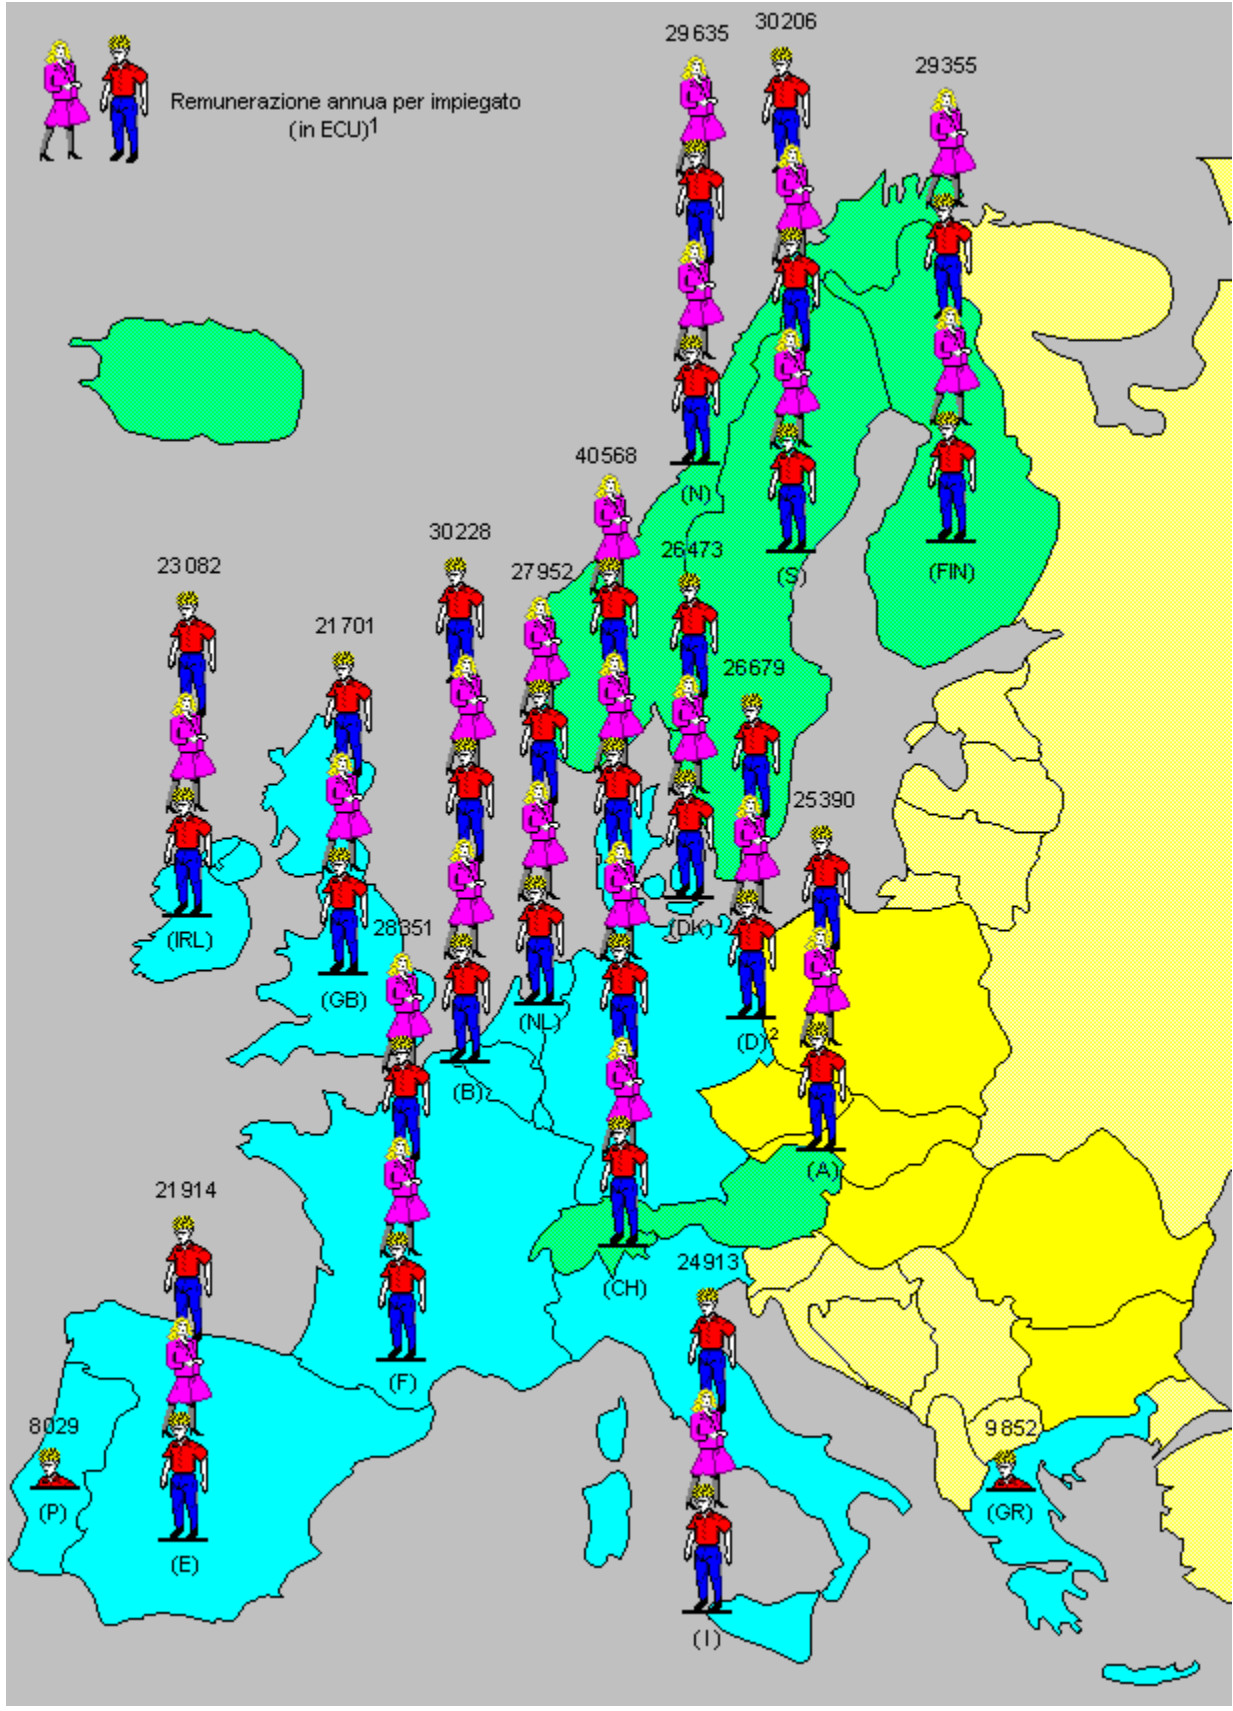 Remunerazione annua per impiegato
(in ECU)1
29635
30206
29355
(N)
(S)
(FIN)
40568
30228
26473
27952
23082
21701
26679
25390
(IRL)
(DK)
28351
(GB)
(NL)
(D)2
(B)
(A)
21914
24913
(CH)
(F)
8029
9852
(P)
(GR)
(E)
(I)